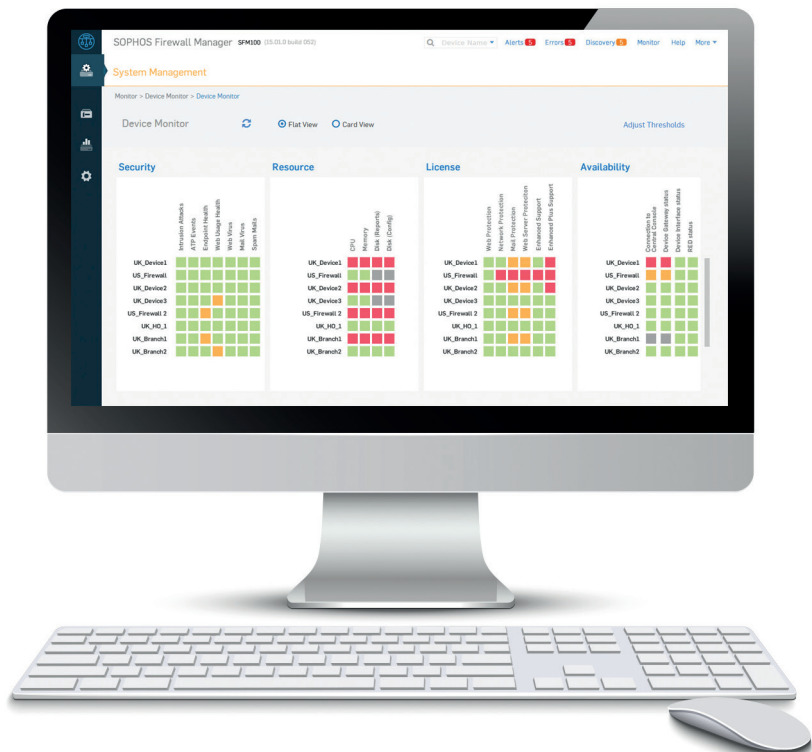 SOPHOS Firewall Manager SFM100 (15.01.0 build 052)
Device Name Alerts 5 Errors 5 Discovery 5 Monitor Help More
System Management
Monitor > Device Monitor > Device Monitor
Device Monitor Flat View Card View Adjust Thresholds
Security
Intrusion Attacks
ATP Events
Endpoint Health
Web Usage Health
Web Virus
Mail Virus
Spam Mails
UK_Device1
US_Firewall
UK_Device2
UK_Device3
US_Firewall 2
UK_HO_1
UK_Branch1
UK_Branch2
Resource
CPU
Memory
Disk (Reports)
Disk (Config)
UK_Device1
US_Firewall
UK_Device2
UK_Device3
US_Firewall 2
UK_HO_1
UK_Branch1
UK_Branch2
License
Web Protection
Network Protection
Mail Protection
Web Server Protection
Enhanced Support
Enhanced Plus Support
UK_Device1
US_Firewall
UK_Device2
UK_Device3
US_Firewall 2
UK_HO_1
UK_Branch1
UK_Branch2
Availability
Connection to
Central Console
Device Gateway status
Device Interface status
RED status
UK_Device1
US_Firewall
UK_Device2
UK_Device3
US_Firewall 2
UK_HO_1
UK_Branch1
UK_Branch2